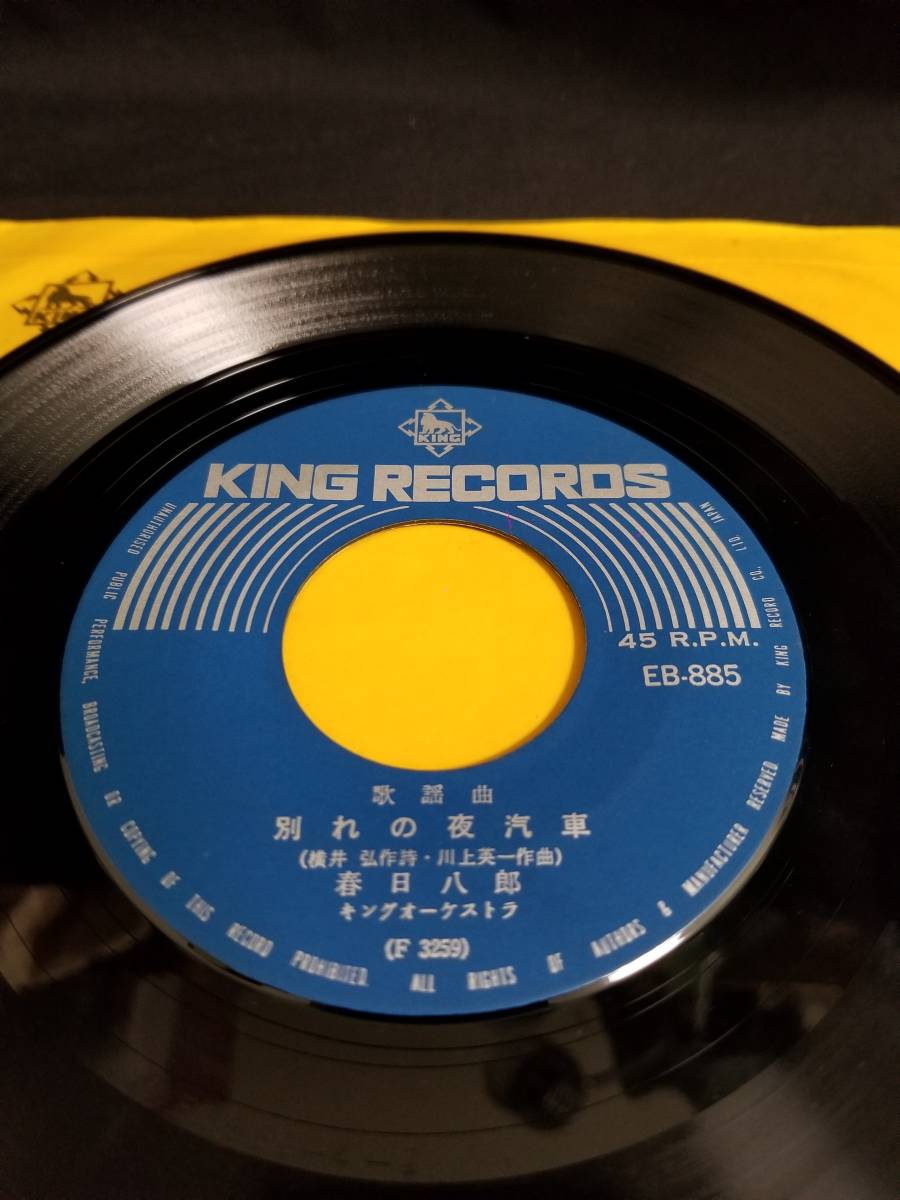 KING
KING RECORDS
45 R.P.M.
EB-885
歌謡曲
別れの夜汽車
(横井 弘作詩・川上英一作曲)
春日八郎
キングオーケストラ
(F 3259)
UNAUTHORISED PUBLIC PERFORMANCE, BROADCASTING OR COPYING OF THIS RECORD PROHIBITED. ALL RIGHTS OF AUTHORS & MANUFACTURER RESERVED MADE BY KING RECORD CO., LTD. JAPAN